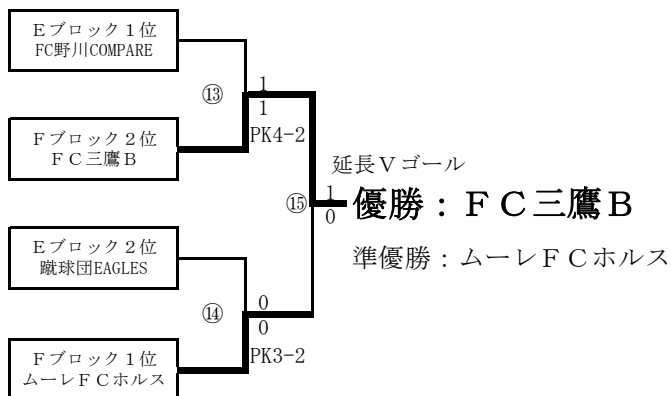 Eブロック１位
FC野川COMPARE
⑬
1
1
PK4-2
Fブロック２位
ＦＣ三鷹Ｂ
延長Ｖゴール
⑮
1
0
優勝：ＦＣ三鷹Ｂ
準優勝：ムーレＦＣホルス
Eブロック２位
蹴球団EAGLES
⑭
0
0
PK3-2
Fブロック１位
ムーレＦＣホルス